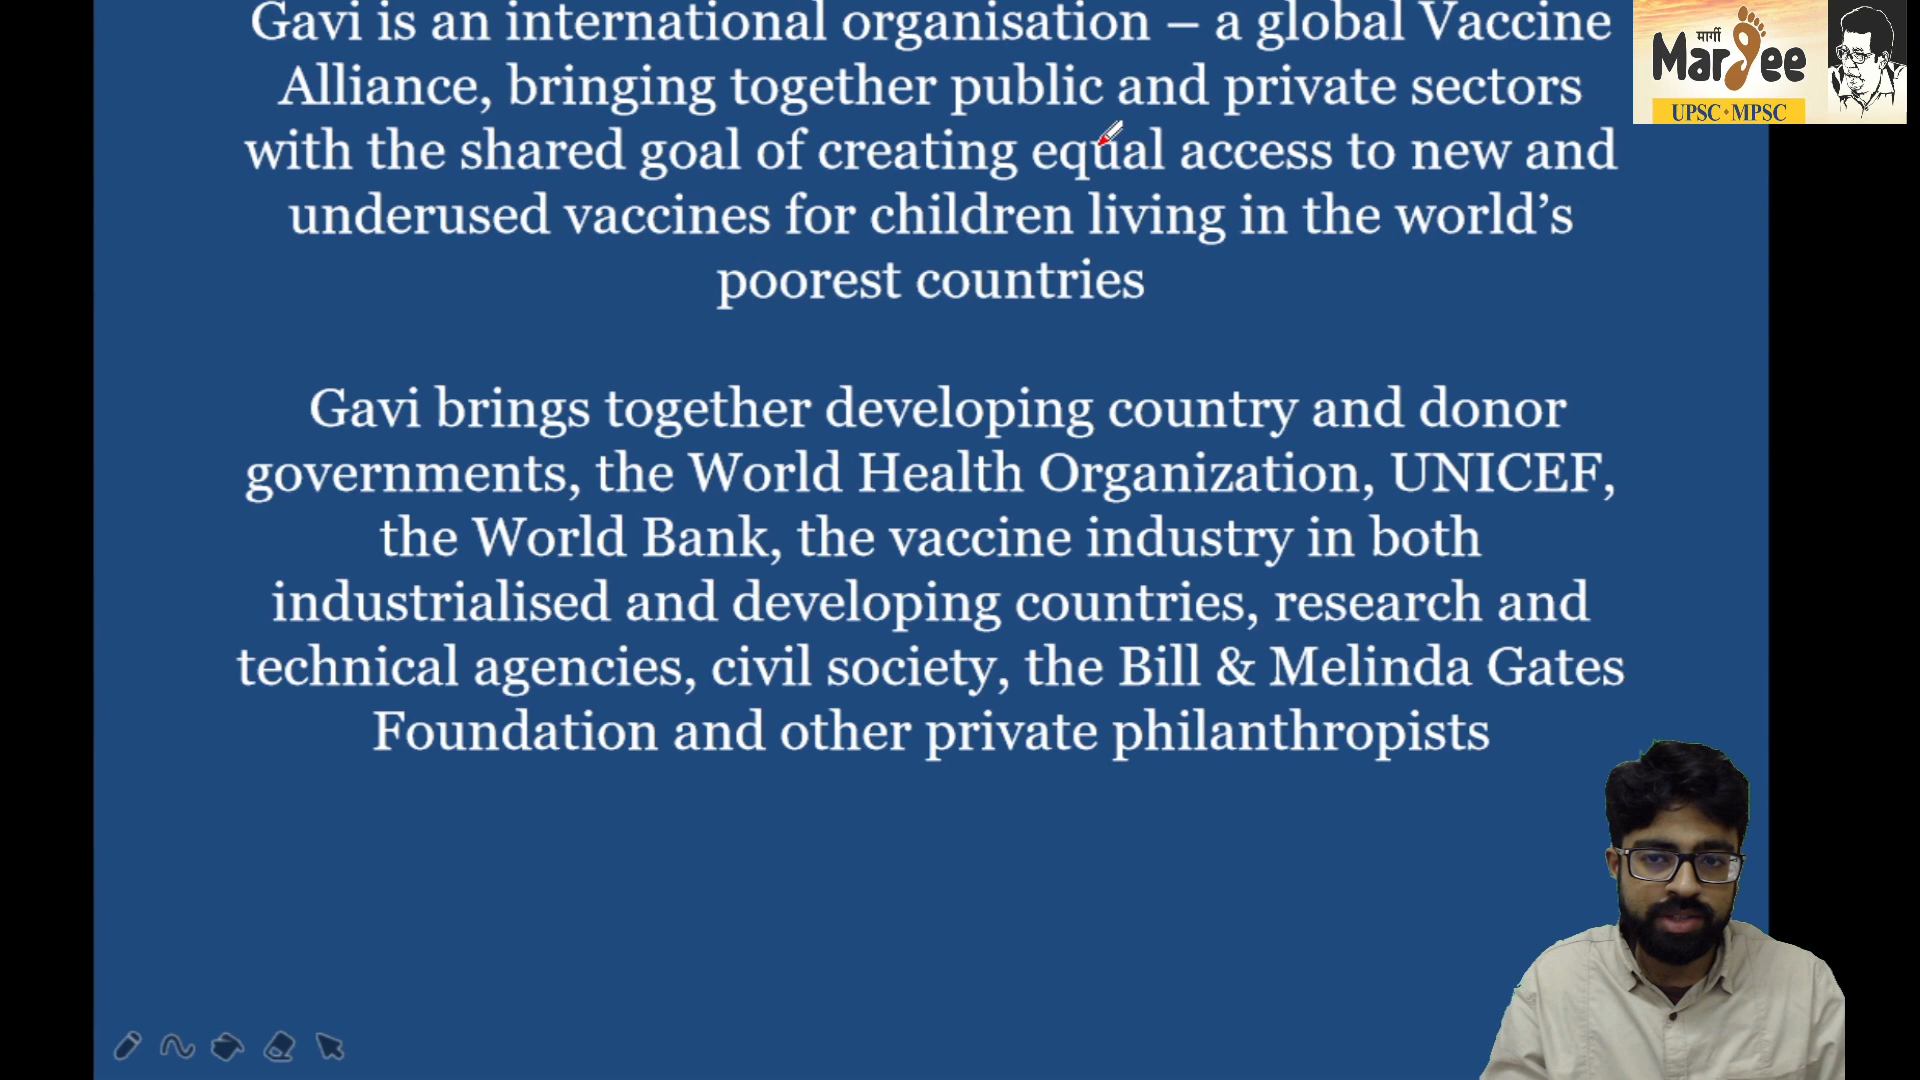 Gavi is an international organisation – a global Vaccine
Alliance, bringing together public and private sectors
with the shared goal of creating equal access to new and
underused vaccines for children living in the world’s
poorest countries
Gavi brings together developing country and donor
governments, the World Health Organization, UNICEF,
the World Bank, the vaccine industry in both
industrialised and developing countries, research and
technical agencies, civil society, the Bill & Melinda Gates
Foundation and other private philanthropists
मार्गी
Margee
UPSC • MPSC